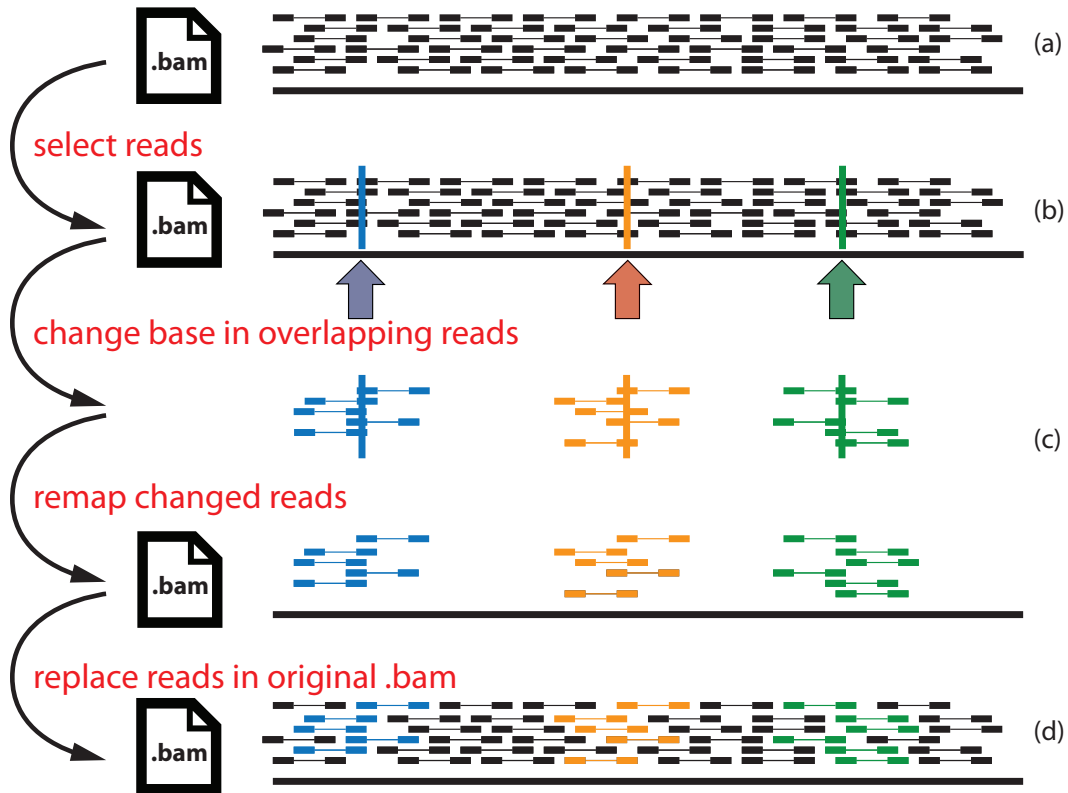 .bam
(a)
select reads
.bam
(b)
change base in overlapping reads
(c)
remap changed reads
.bam
replace reads in original .bam
.bam
(d)